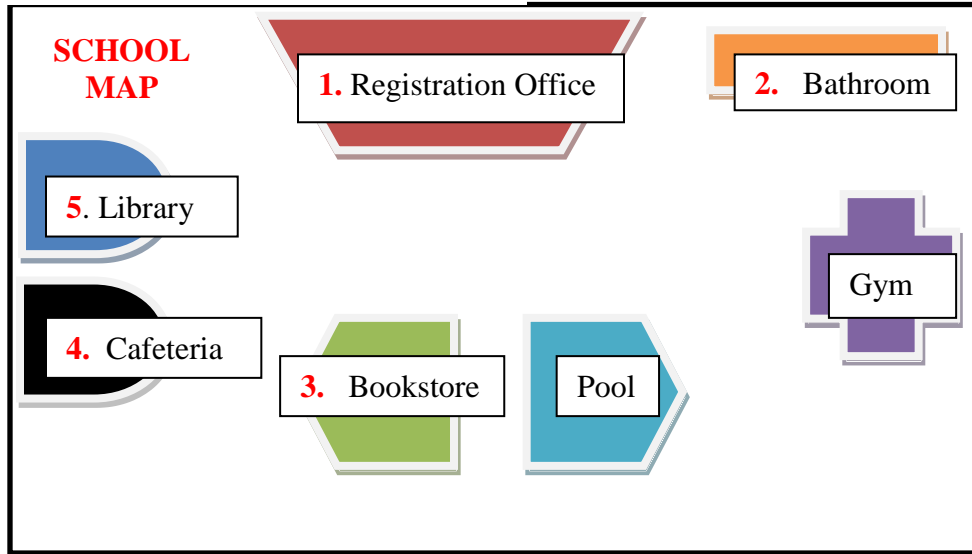 SCHOOL
MAP
1. Registration Office
2. Bathroom
5. Library
Gym
4. Cafeteria
3. Bookstore
Pool